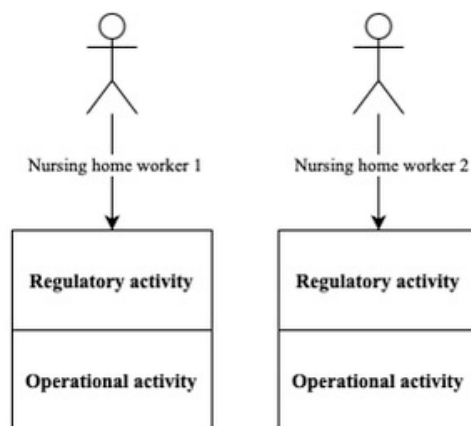 Nursing home worker 1
Nursing home worker 2
Regulatory activity
Regulatory activity
Operational activity
Operational activity